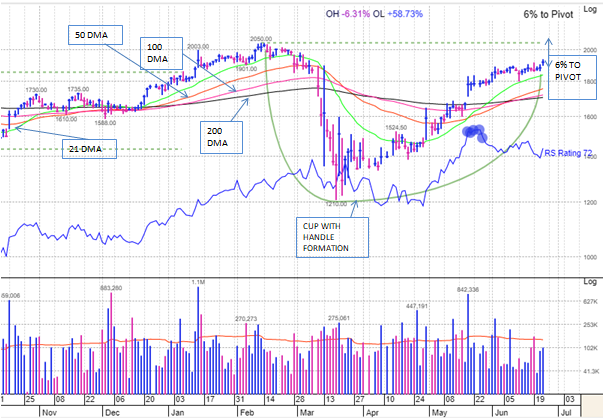 OH -6.31% OL +58.73%
6% to Pivot
Log
50 DMA
100
DMA
2003.00
2050.00
1901.00
2000
6% TO
PIVOT
1800
1730.00
1735.00
1610.00
1588.00
1600
200
DMA
21 DMA
1524.50
1400
RS Rating 72
1210.00
1200
CUP WITH
HANDLE
FORMATION
1000
Log
89,006
883,260
1.1M
270,273
275,061
447,191
842,336
627K
253K
102K
41.3K
25
08
22
06
20
03
17
31
14
28
13
27
09
24
08
22
05
19
03
Nov
Dec
Jan
Feb
Mar
Apr
May
Jun